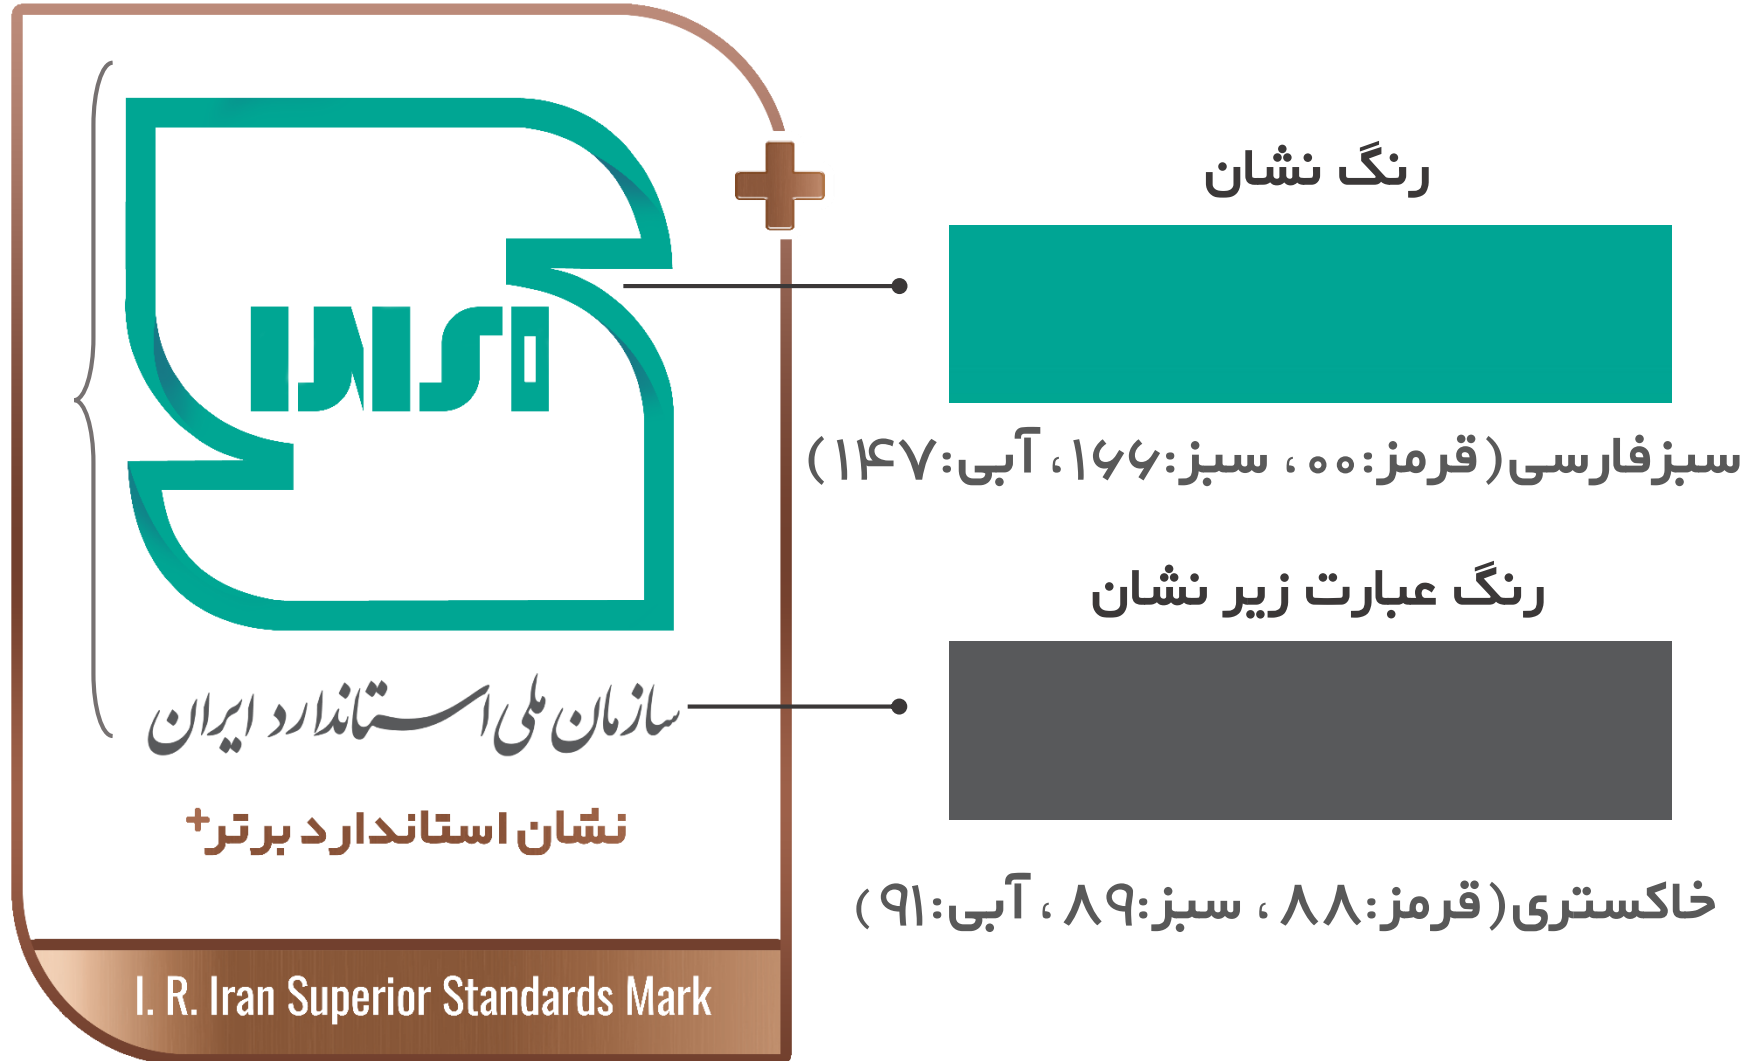 رنگ نشان
سبزفارسی(قرمز:۰۰، سبز:۱۶۶، آبی:۱۴۷)
رنگ عبارت زیر نشان
خاکستری(قرمز:۸۸، سبز:۸۹، آبی:۹۱)
سازمان ملی استاندارد ایران
نشان استاندارد برتر+
I. R. Iran Superior Standards Mark